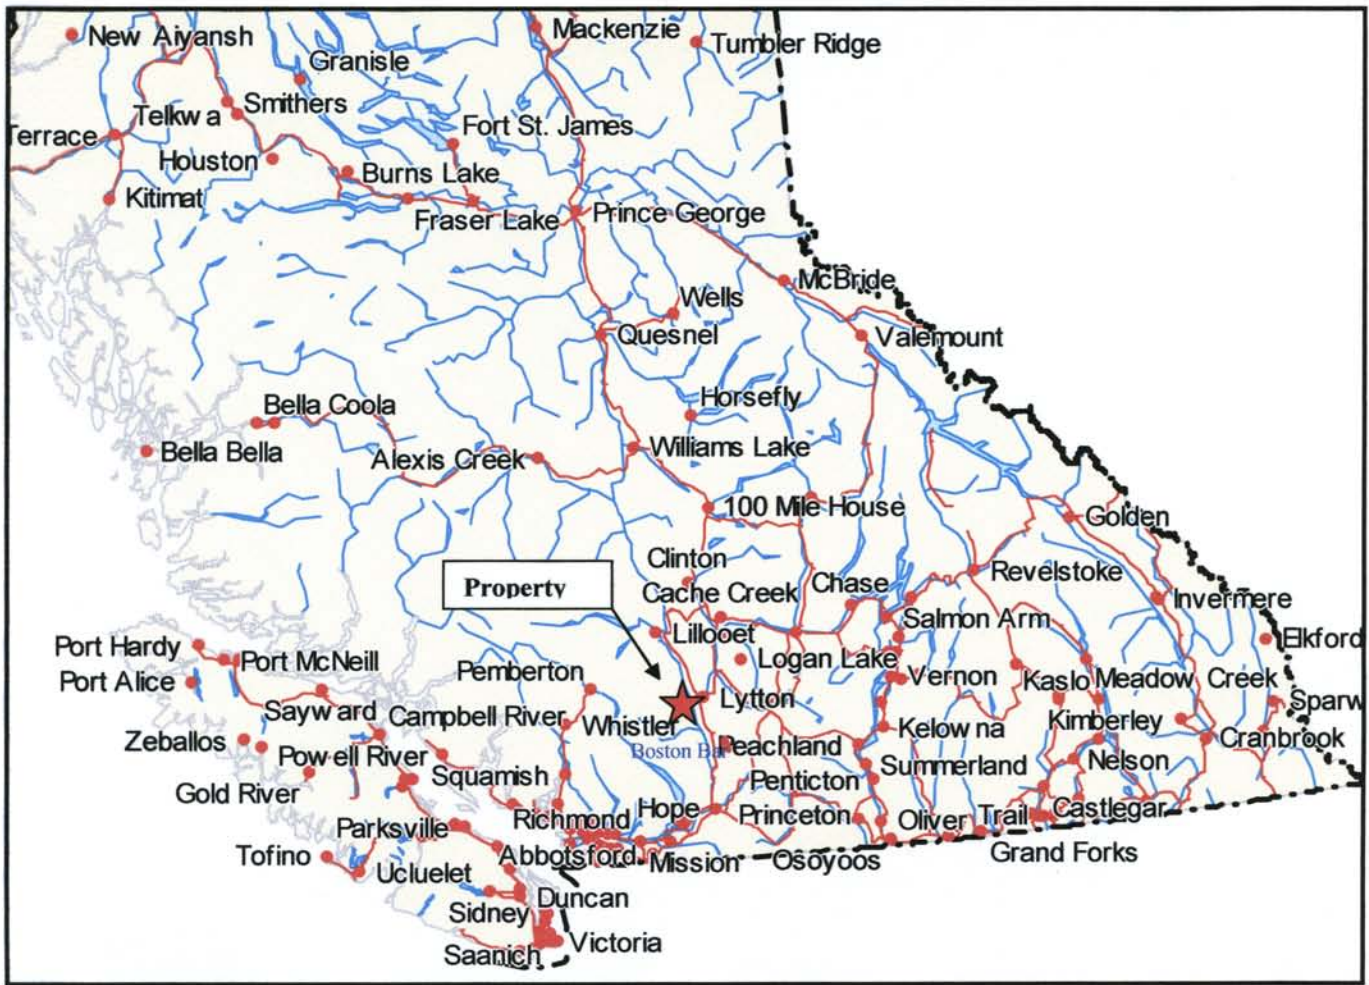 Mackenzie
New Aiyansh
Tumbler Ridge
Granisle
Smithers
Telkwa
Fort St. James
Terrace
Houston
Burns Lake
Kitimat
Fraser Lake
Prince George
McBride
Wells
Quesnel
Valemount
Horsefly
Bella Coola
Williams Lake
Bella Bella
Alexis Creek
100 Mile House
Golden
Clinton
Property
Cache Creek
Chase
Revelstoke
Invermere
Salmon Arm
Lillooet
Elkford
Port Hardy
Port McNeill
Logan Lake
Pemberton
Port Alice
Vernon
Kaslo
Meadow Creek
Sparw
Lytton
Sayward
Campbell River
Whistler
Kelowna
Kimberley
Zeballos
Powell River
Boston Bar
Peachland
Cranbrook
Squamish
Penticton
Summerland
Nelson
Gold River
Richmond
Hope
Princeton
Oliver
Trail
Castlegar
Parksville
Tofino
Abbotsford
Mission
Osoyoos
Grand Forks
Ucluelet
Duncan
Sidney
Victoria
Saanich